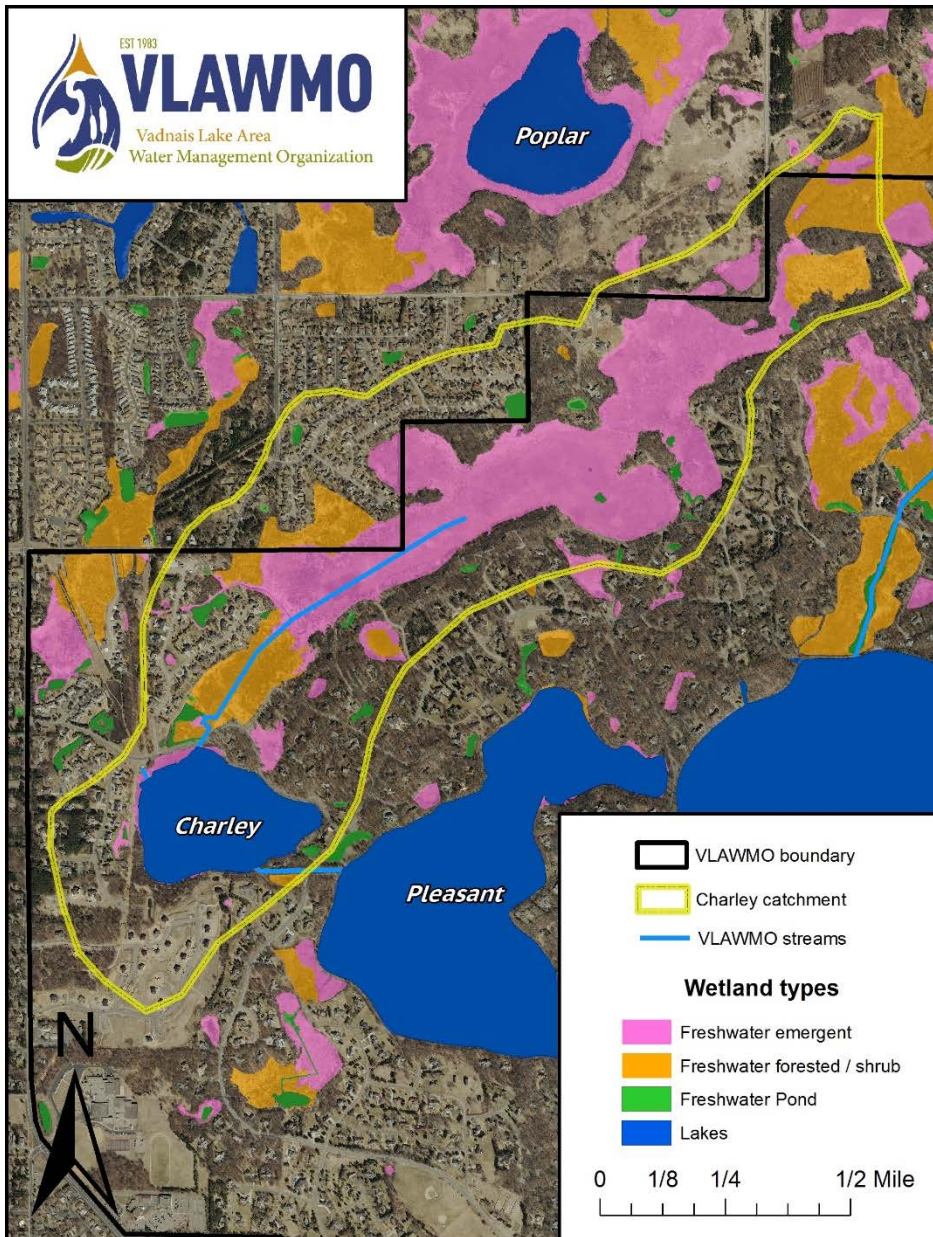 EST 1983
VLAWMO
Vadnais Lake Area
Water Management Organization
Poplar
Charley
Pleasant
N
VLAWMO boundary
Charley catchment
VLAWMO streams
Wetland types
Freshwater emergent
Freshwater forested / shrub
Freshwater Pond
Lakes
0 1/8 1/4 1/2 Mile